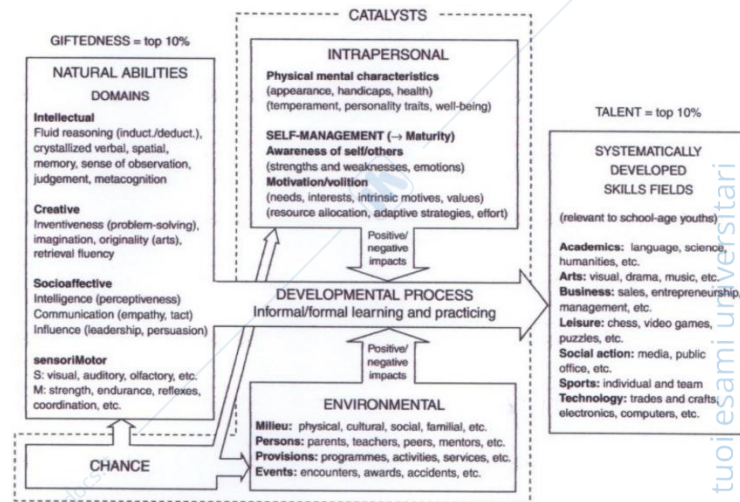 CATALYSTS
GIFTEDNESS = top 10%
NATURAL ABILITIES
DOMAINS
Intellectual
Fluid reasoning (induct./deduct.),
crystallized verbal, spatial,
memory, sense of observation,
judgement, metacognition
Creative
Inventiveness (problem-solving),
imagination, originality (arts),
retrieval fluency
Socioaffective
Intelligence (perceptiveness)
Communication (empathy, tact)
Influence (leadership, persuasion)
sensoriMotor
S: visual, auditory, olfactory, etc.
M: strength, endurance, reflexes,
coordination, etc.
CHANCE
INTRAPERSONAL
Physical mental characteristics
(appearance, handicaps, health)
(temperament, personality traits, well-being)
SELF-MANAGEMENT (→ Maturity)
Awareness of self/others
(strengths and weaknesses, emotions)
Motivation/volition
(needs, interests, intrinsic motives, values)
(resource allocation, adaptive strategies, effort)
Positive/
negative
impacts
DEVELOPMENTAL PROCESS
Informal/formal learning and practicing
Positive/
negative
impacts
ENVIRONMENTAL
Milieu: physical, cultural, social, familial, etc.
Persons: parents, teachers, peers, mentors, etc.
Provisions: programmes, activities, services, etc.
Events: encounters, awards, accidents, etc.
TALENT = top 10%
SYSTEMATICALLY
DEVELOPED
SKILLS FIELDS
(relevant to school-age youths)
Academics: language, science,
humanities, etc.
Arts: visual, drama, music, etc.
Business: sales, entrepreneurship,
management, etc.
Leisure: chess, video games,
puzzles, etc.
Social action: media, public
office, etc.
Sports: individual and team
Technology: trades and crafts,
electronics, computers, etc.
tuoi esami universitari